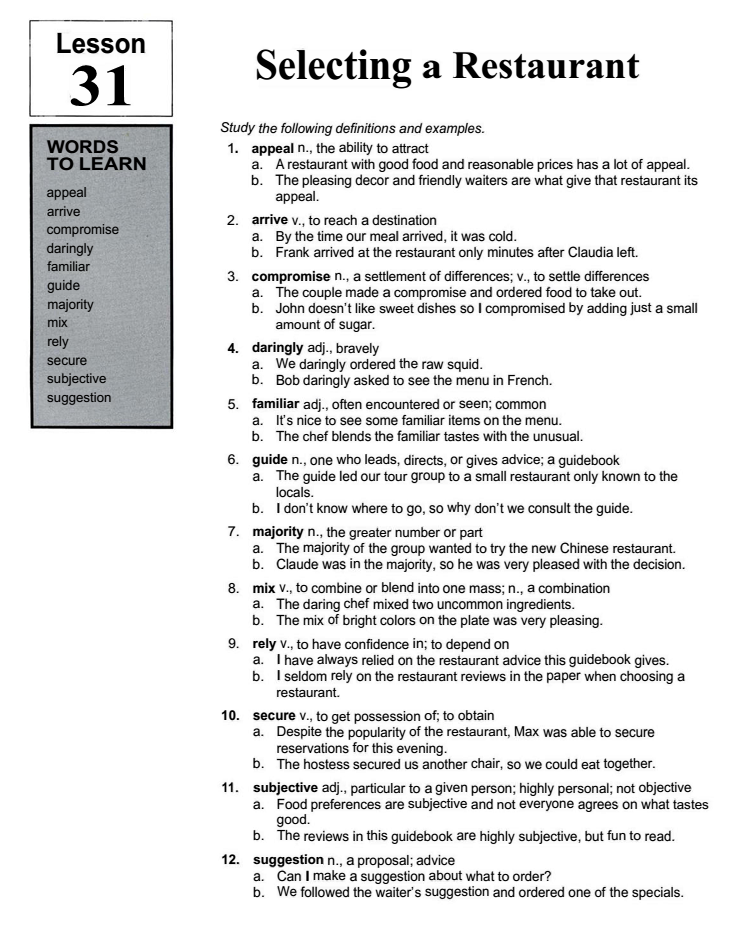 Lesson
31
Selecting a Restaurant
WORDS
TO LEARN
appeal
arrive
compromise
daringly
familiar
guide
majority
mix
rely
secure
subjective
suggestion
Study the following definitions and examples.
1. appeal n., the ability to attract
a. A restaurant with good food and reasonable prices has a lot of appeal.
b. The pleasing decor and friendly waiters are what give that restaurant its
appeal.
2. arrive v., to reach a destination
a. By the time our meal arrived, it was cold.
b. Frank arrived at the restaurant only minutes after Claudia left.
3. compromise n., a settlement of differences; v., to settle differences
a. The couple made a compromise and ordered food to take out.
b. John doesn't like sweet dishes so I compromised by adding just a small
amount of sugar.
4. daringly adj., bravely
a. We daringly ordered the raw squid.
b. Bob daringly asked to see the menu in French.
5. familiar adj., often encountered or seen; common
a. It's nice to see some familiar items on the menu.
b. The chef blends the familiar tastes with the unusual.
6. guide n., one who leads, directs, or gives advice; a guidebook
a. The guide led our tour group to a small restaurant only known to the
locals.
b. I don't know where to go, so why don't we consult the guide.
7. majority n., the greater number or part
a. The majority of the group wanted to try the new Chinese restaurant.
b. Claude was in the majority, so he was very pleased with the decision.
8. mix v., to combine or blend into one mass; n., a combination
a. The daring chef mixed two uncommon ingredients.
b. The mix of bright colors on the plate was very pleasing.
9. rely v., to have confidence in; to depend on
a. I have always relied on the restaurant advice this guidebook gives.
b. I seldom rely on the restaurant reviews in the paper when choosing a
restaurant.
10. secure v., to get possession of; to obtain
a. Despite the popularity of the restaurant, Max was able to secure
reservations for this evening.
b. The hostess secured us another chair, so we could eat together.
11. subjective adj., particular to a given person; highly personal; not objective
a. Food preferences are subjective and not everyone agrees on what tastes
good.
b. The reviews in this guidebook are highly subjective, but fun to read.
12. suggestion n., a proposal; advice
a. Can I make a suggestion about what to order?
b. We followed the waiter's suggestion and ordered one of the specials.